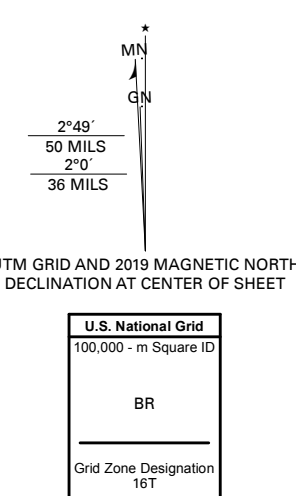 ★
MN
GN
2°49´
50 MILS
2°0´
36 MILS
UTM GRID AND 2019 MAGNETIC NORTH
DECLINATION AT CENTER OF SHEET
U.S. National Grid
100,000 - m Square ID
BR
Grid Zone Designation
16T